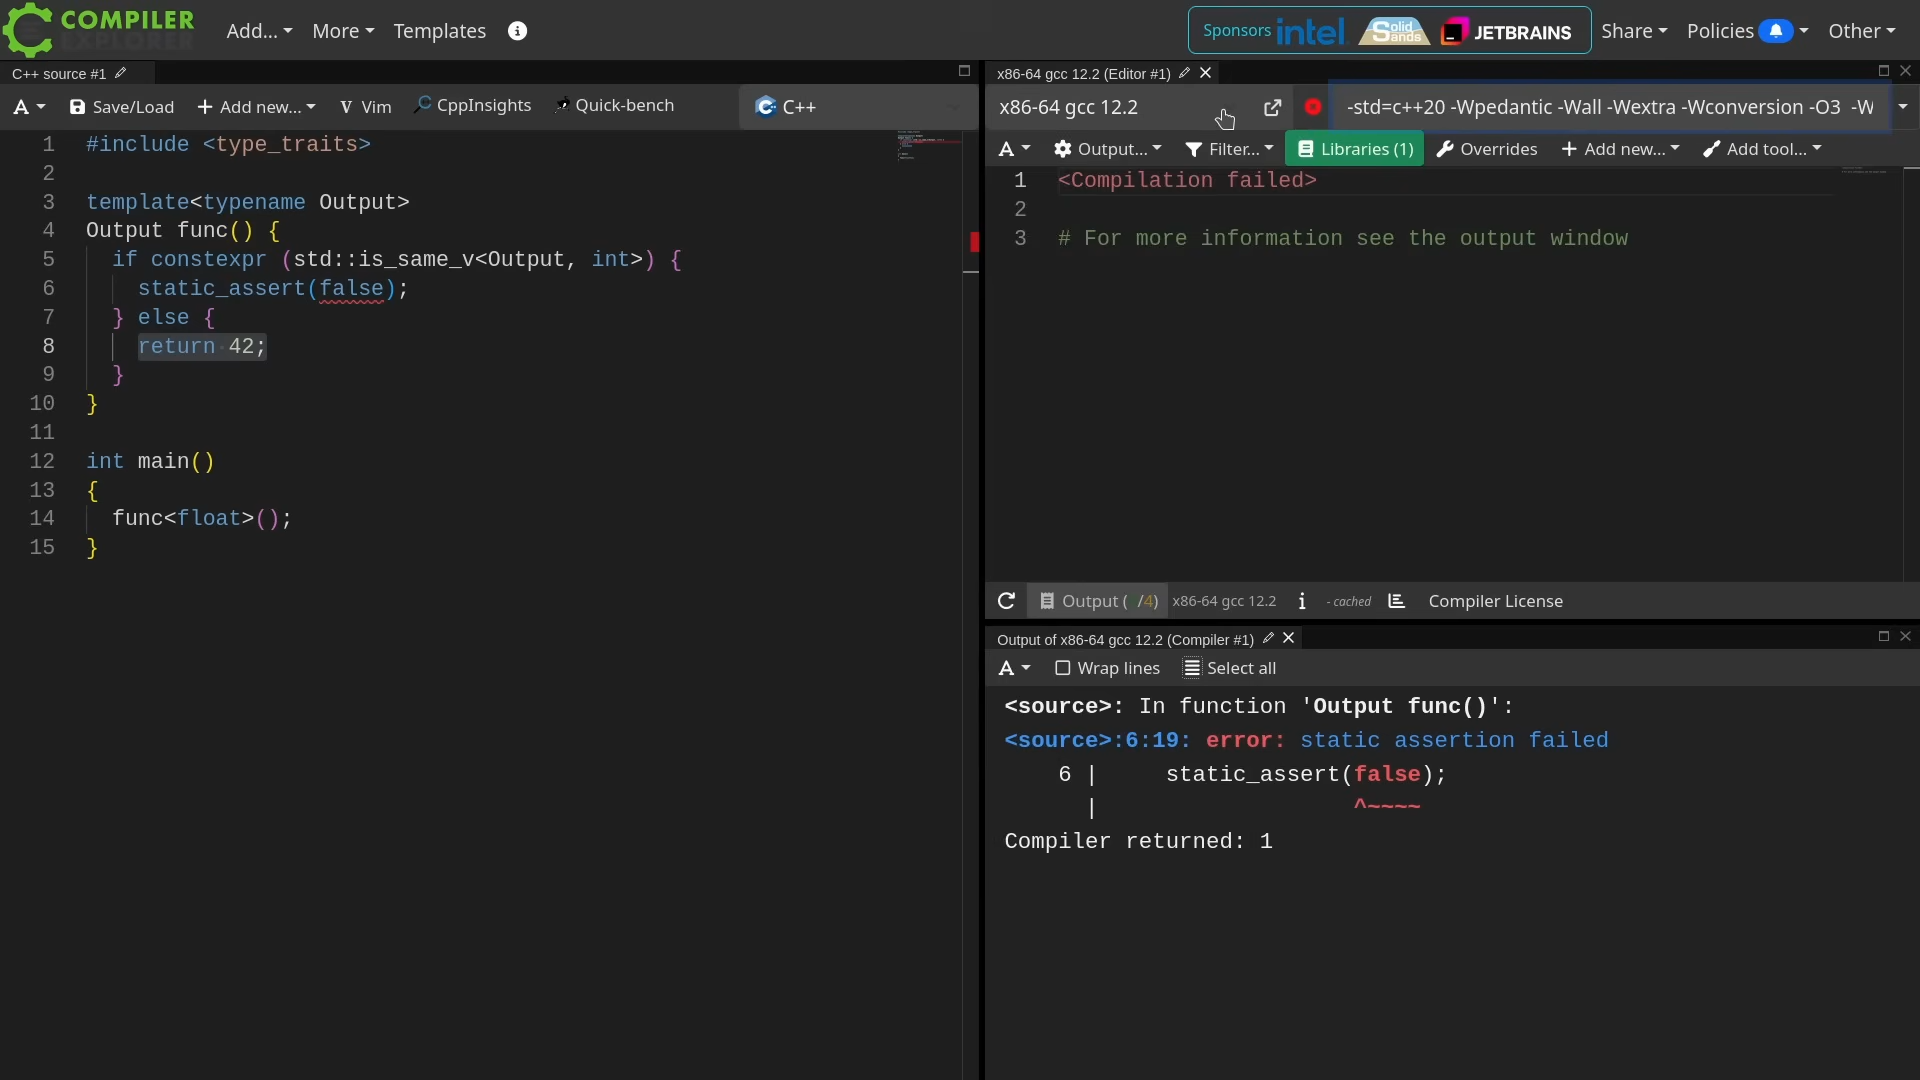 COMPILER
EXPLORER
Add...
More
Templates
Sponsors
intel
Solid Sands
JETBRAINS
Share
Policies
Other
C++ source #1
A
Save/Load
+ Add new...
V Vim
CppInsights
Quick-bench
C++
1 #include <type_traits>
2
3 template<typename Output>
4 Output func() {
5 if constexpr (std::is_same_v<Output, int>) {
6 static_assert(false);
7 } else {
8 return 42;
9 }
10 }
11
12 int main()
13 {
14 func<float>();
15 }
x86-64 gcc 12.2 (Editor #1)
x86-64 gcc 12.2
-std=c++20 -Wpedantic -Wall -Wextra -Wconversion -O3 -W
A
Output...
Filter...
Libraries (1)
Overrides
+ Add new...
Add tool...
1 <Compilation failed>
2
3 # For more information see the output window
Output ( /4)
x86-64 gcc 12.2
i
- cached
Compiler License
Output of x86-64 gcc 12.2 (Compiler #1)
A
Wrap lines
Select all
<source>: In function 'Output func()':
<source>:6:19: error: static assertion failed
6 | static_assert(false);
| ^~~~~
Compiler returned: 1